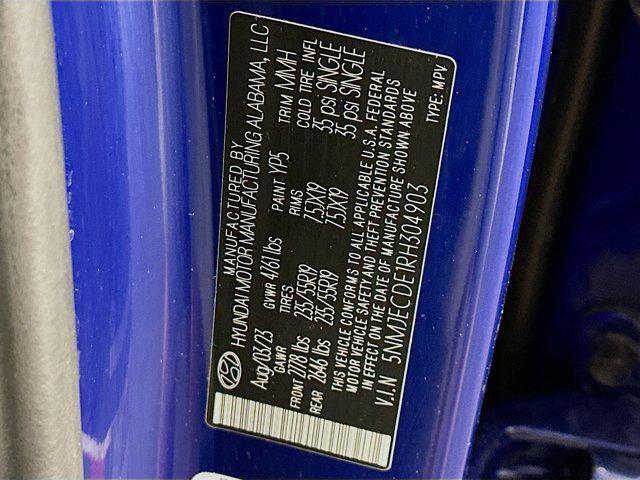 MANUFACTURED BY
HYUNDAI MOTOR MANUFACTURING ALABAMA, LLC
Aug/03/23 GVWR 4761 lbs PAINT YP5 TRIM MMH
GAWR TIRES RIMS COLD TIRE INFL
FRONT 2778 lbs 235/55R19 7.5JX19 35 psi SINGLE
REAR 2648 lbs 235/55R19 7.5JX19 35 psi SINGLE
THIS VEHICLE CONFORMS TO ALL APPLICABLE U.S.A. FEDERAL
MOTOR VEHICLE SAFETY AND THEFT PREVENTION STANDARDS
IN EFFECT ON THE DATE OF MANUFACTURE SHOWN ABOVE
V.I.N 5NMJECDE1RH304903 TYPE: MPV